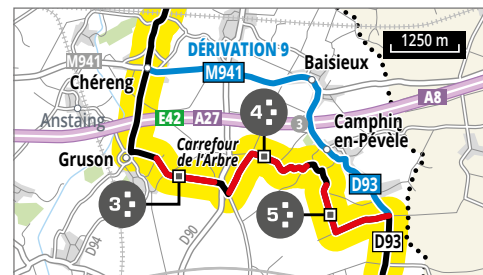 1250 m
DÉRIVATION 9
Baisieux
M941
M941
Chéreng
A8
Anstaing
E42
A27
4
3
Camphin
en-Pévèle
Carrefour
de l'Arbre
Gruson
D93
3
5
D94
D90
D93